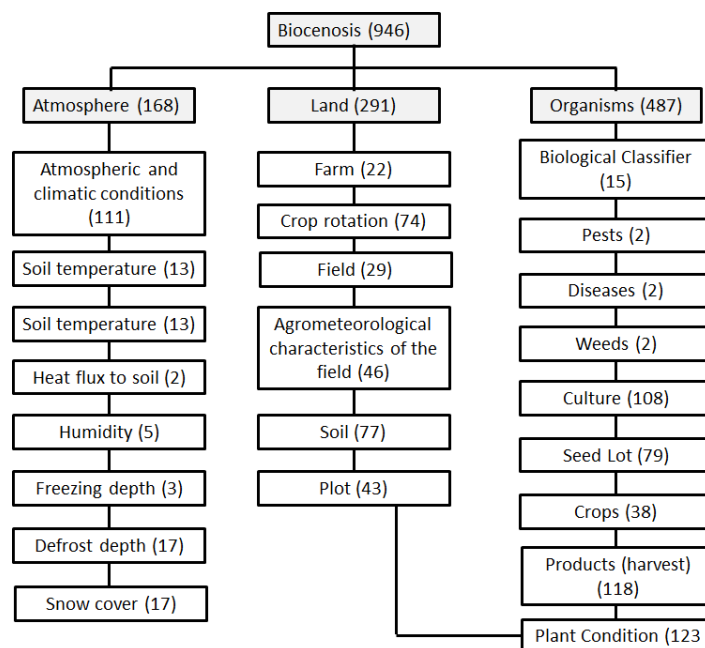 Biocenosis (946)
Atmosphere (168)
Atmospheric and
climatic conditions
(111)
Soil temperature (13)
Soil temperature (13)
Heat flux to soil (2)
Humidity (5)
Freezing depth (3)
Defrost depth (17)
Snow cover (17)
Land (291)
Farm (22)
Crop rotation (74)
Field (29)
Agrometeorological
characteristics of the
field (46)
Soil (77)
Plot (43)
Organisms (487)
Biological Classifier
(15)
Pests (2)
Diseases (2)
Weeds (2)
Culture (108)
Seed Lot (79)
Crops (38)
Products (harvest)
(118)
Plant Condition (123